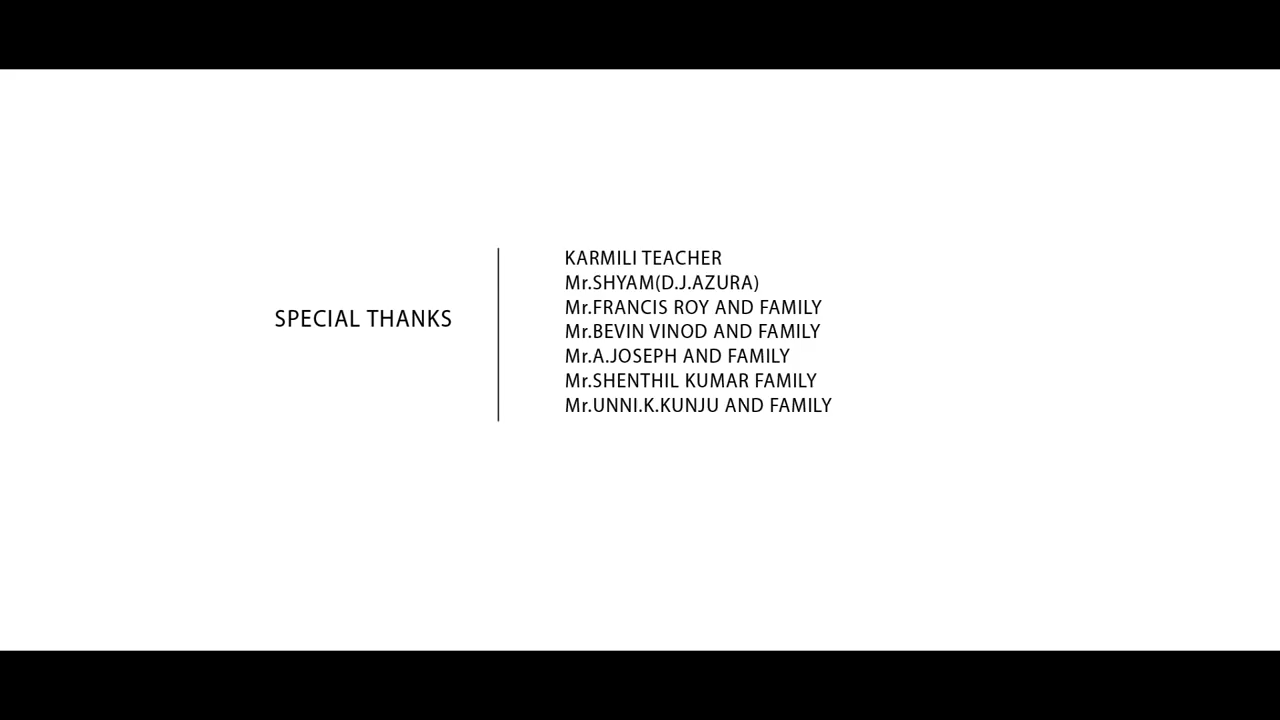 SPECIAL THANKS
KARMILI TEACHER
Mr.SHYAM(D.J.AZURA)
Mr.FRANCIS ROY AND FAMILY
Mr.BEVIN VINOD AND FAMILY
Mr.A.JOSEPH AND FAMILY
Mr.SHENTHIL KUMAR FAMILY
Mr.UNNI.K.KUNJU AND FAMILY